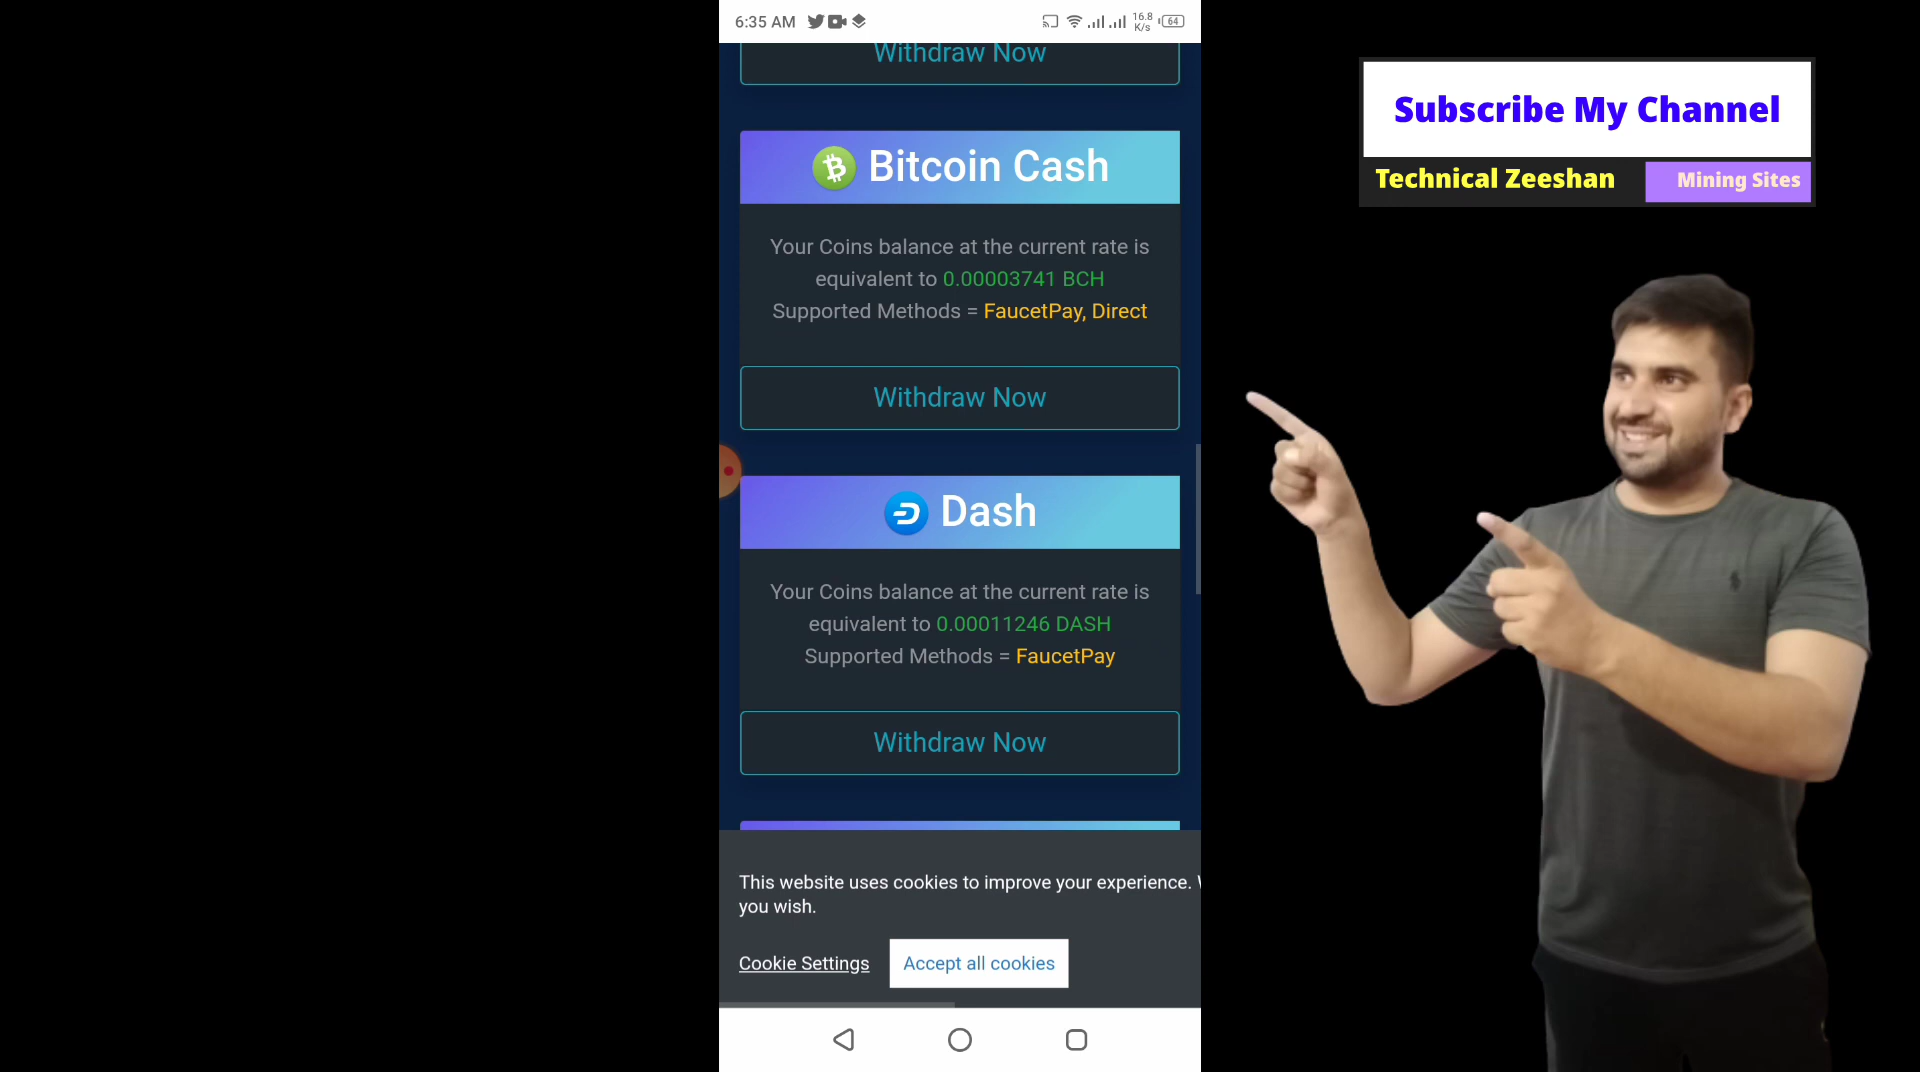 6:35 AM
16.8
K/s
64
Withdraw Now
Bitcoin Cash
Your Coins balance at the current rate is
equivalent to 0.00003741 BCH
Supported Methods = FaucetPay, Direct
Withdraw Now
Dash
Your Coins balance at the current rate is
equivalent to 0.00011246 DASH
Supported Methods = FaucetPay
Withdraw Now
This website uses cookies to improve your experience.
you wish.
Cookie Settings
Accept all cookies
Subscribe My Channel
Technical Zeeshan
Mining Sites